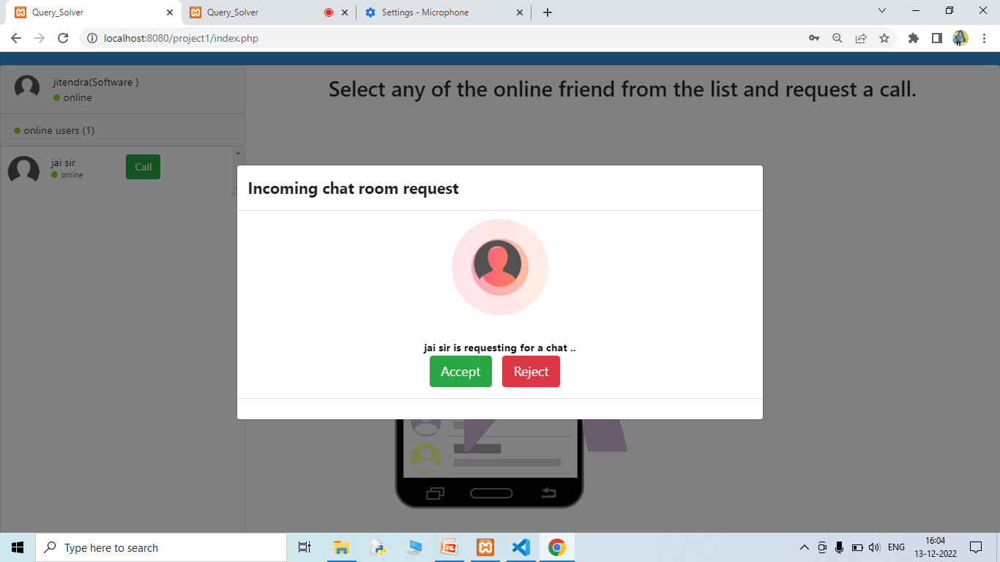 Query_Solver
Query_Solver
Settings - Microphone
localhost:8080/project1/index.php
jitendra(Software )
online
Select any of the online friend from the list and request a call.
online users (1)
jai sir
online
Call
Incoming chat room request
jai sir is requesting for a chat ..
Accept
Reject
Type here to search
ENG
16:04
13-12-2022